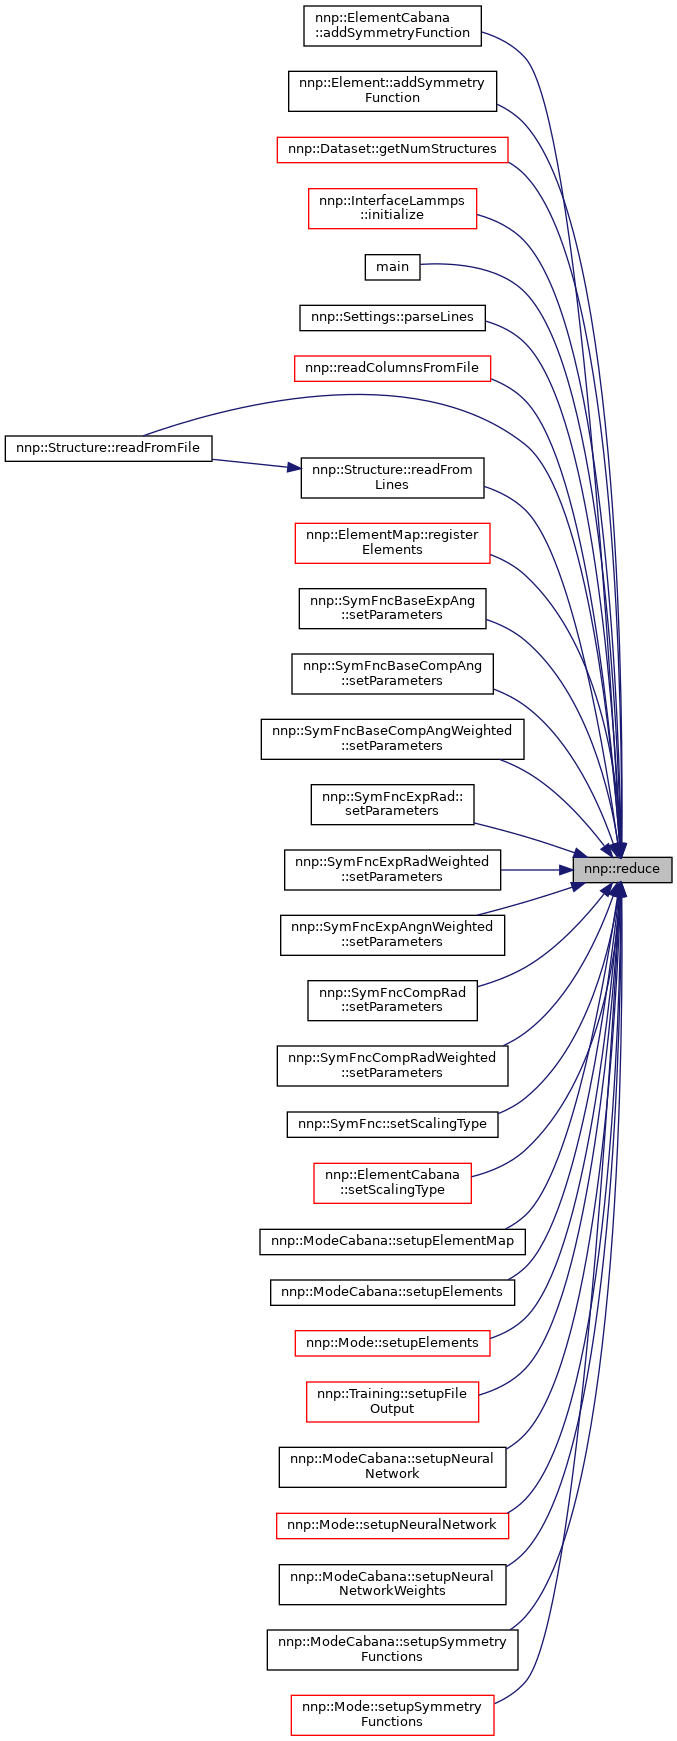 nnp::ElementCabana
::addSymmetryFunction
nnp::Element::addSymmetry
Function
nnp::Dataset::getNumStructures
nnp::InterfaceLammps
::initialize
main
nnp::Settings::parseLines
nnp::readColumnsFromFile
nnp::Structure::readFromFile
nnp::Structure::readFrom
Lines
nnp::ElementMap::register
Elements
nnp::SymFncBaseExpAng
::setParameters
nnp::SymFncBaseCompAng
::setParameters
nnp::SymFncBaseCompAngWeighted
::setParameters
nnp::SymFncExpRad::
setParameters
nnp::SymFncExpRadWeighted
::setParameters
nnp::reduce
nnp::SymFncExpAngnWeighted
::setParameters
nnp::SymFncCompRad
::setParameters
nnp::SymFncCompRadWeighted
::setParameters
nnp::SymFnc::setScalingType
nnp::ElementCabana
::setScalingType
nnp::ModeCabana::setupElementMap
nnp::ModeCabana::setupElements
nnp::Mode::setupElements
nnp::Training::setupFile
Output
nnp::ModeCabana::setupNeural
Network
nnp::Mode::setupNeuralNetwork
nnp::ModeCabana::setupNeural
NetworkWeights
nnp::ModeCabana::setupSymmetry
Functions
nnp::Mode::setupSymmetry
Functions